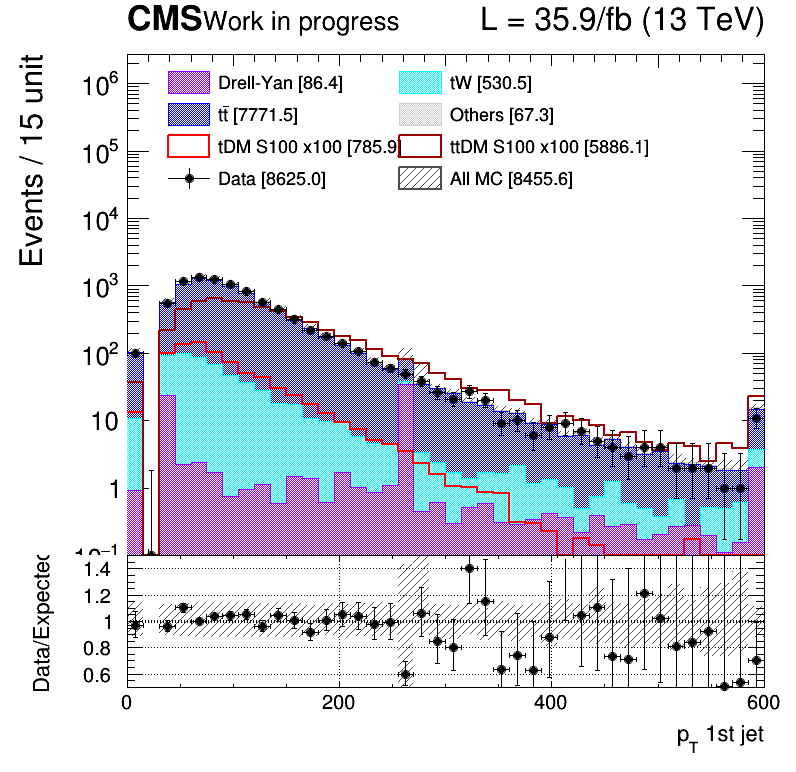 CMS Work in progress L = 35.9/fb (13 TeV)
Events / 15 unit
Drell-Yan [86.4] tW [530.5]
tt̄ [7771.5] Others [67.3]
tDM S100 x100 [785.9] ttDM S100 x100 [5886.1]
Data [8625.0] All MC [8455.6]
10⁶
10⁵
10⁴
10³
10²
10
1
10⁻¹
Data/Expected
1.4
1.2
1
0.8
0.6
0 200 400 600
p_T 1st jet